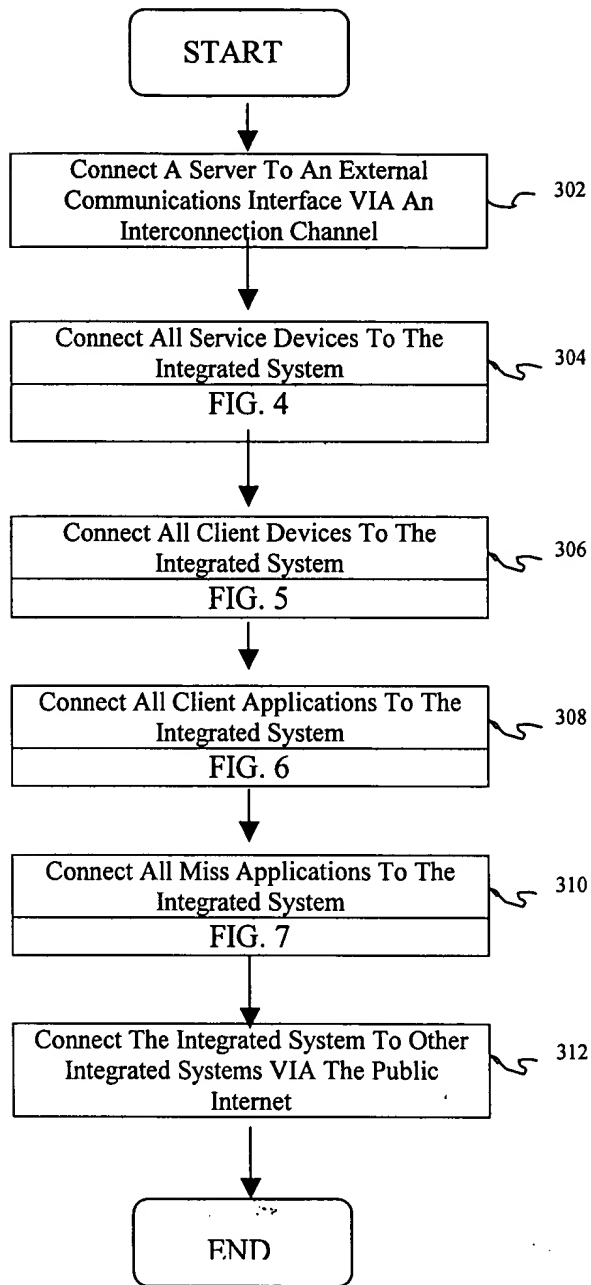 START
Connect A Server To An External
Communications Interface VIA An
Interconnection Channel
302
Connect All Service Devices To The
Integrated System
FIG. 4
304
Connect All Client Devices To The
Integrated System
FIG. 5
306
Connect All Client Applications To The
Integrated System
FIG. 6
308
Connect All Miss Applications To The
Integrated System
FIG. 7
310
Connect The Integrated System To Other
Integrated Systems VIA The Public
Internet
312
END